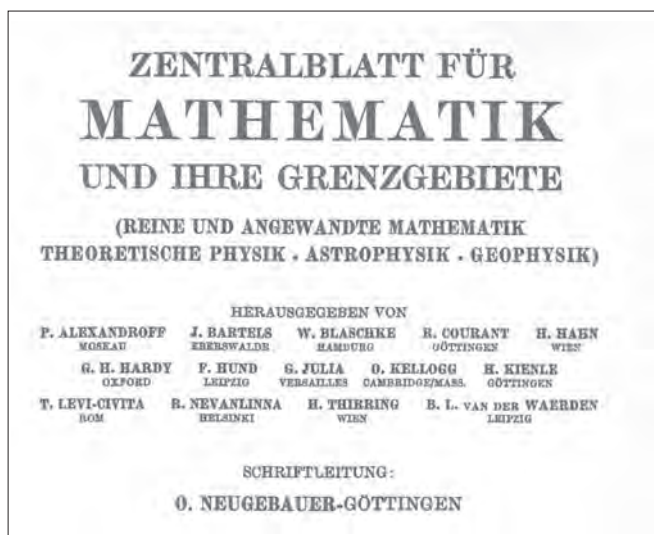 ZENTRALBLATT FÜR
MATHEMATIK
UND IHRE GRENZGEBIETE
(REINE UND ANGEWANDTE MATHEMATIK
THEORETISCHE PHYSIK . ASTROPHYSIK . GEOPHYSIK)
HERAUSGEGEBEN VON
P. ALEXANDROFF J. BARTELS W. BLASCHKE R. COURANT H. HAHN
MOSKAU EBERSWALDE HAMBURG GÖTTINGEN WIEN
G. H. HARDY F. HUND G. JULIA O. KELLOGG H. KIENLE
OXFORD LEIPZIG VERSAILLES CAMBRIDGE/MASS. GÖTTINGEN
T. LEVI-CIVITA R. NEVANLINNA H. THIRRING B. L. VAN DER WAERDEN
ROM HELSINKI WIEN LEIPZIG
SCHRIFTLEITUNG:
O. NEUGEBAUER-GÖTTINGEN